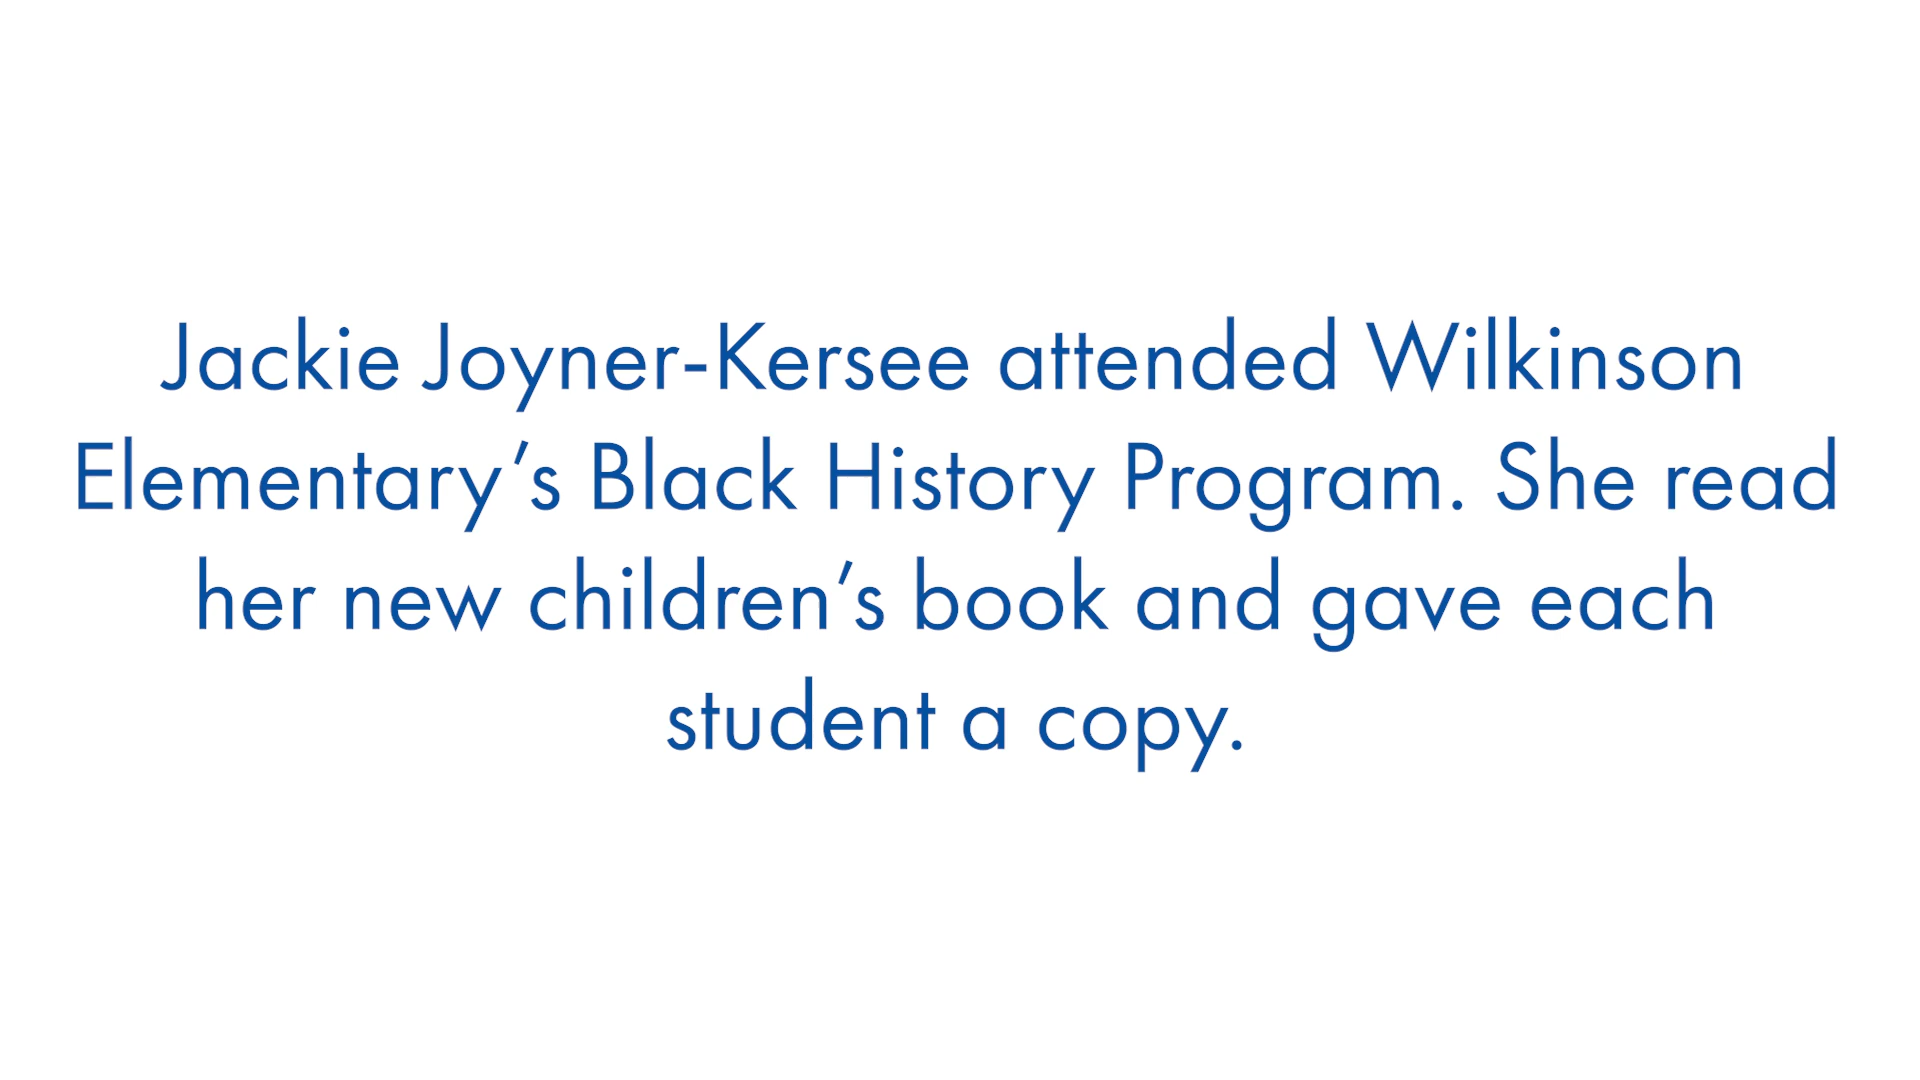 Jackie Joyner-Kersee attended Wilkinson
Elementary’s Black History Program. She read
her new children’s book and gave each
student a copy.